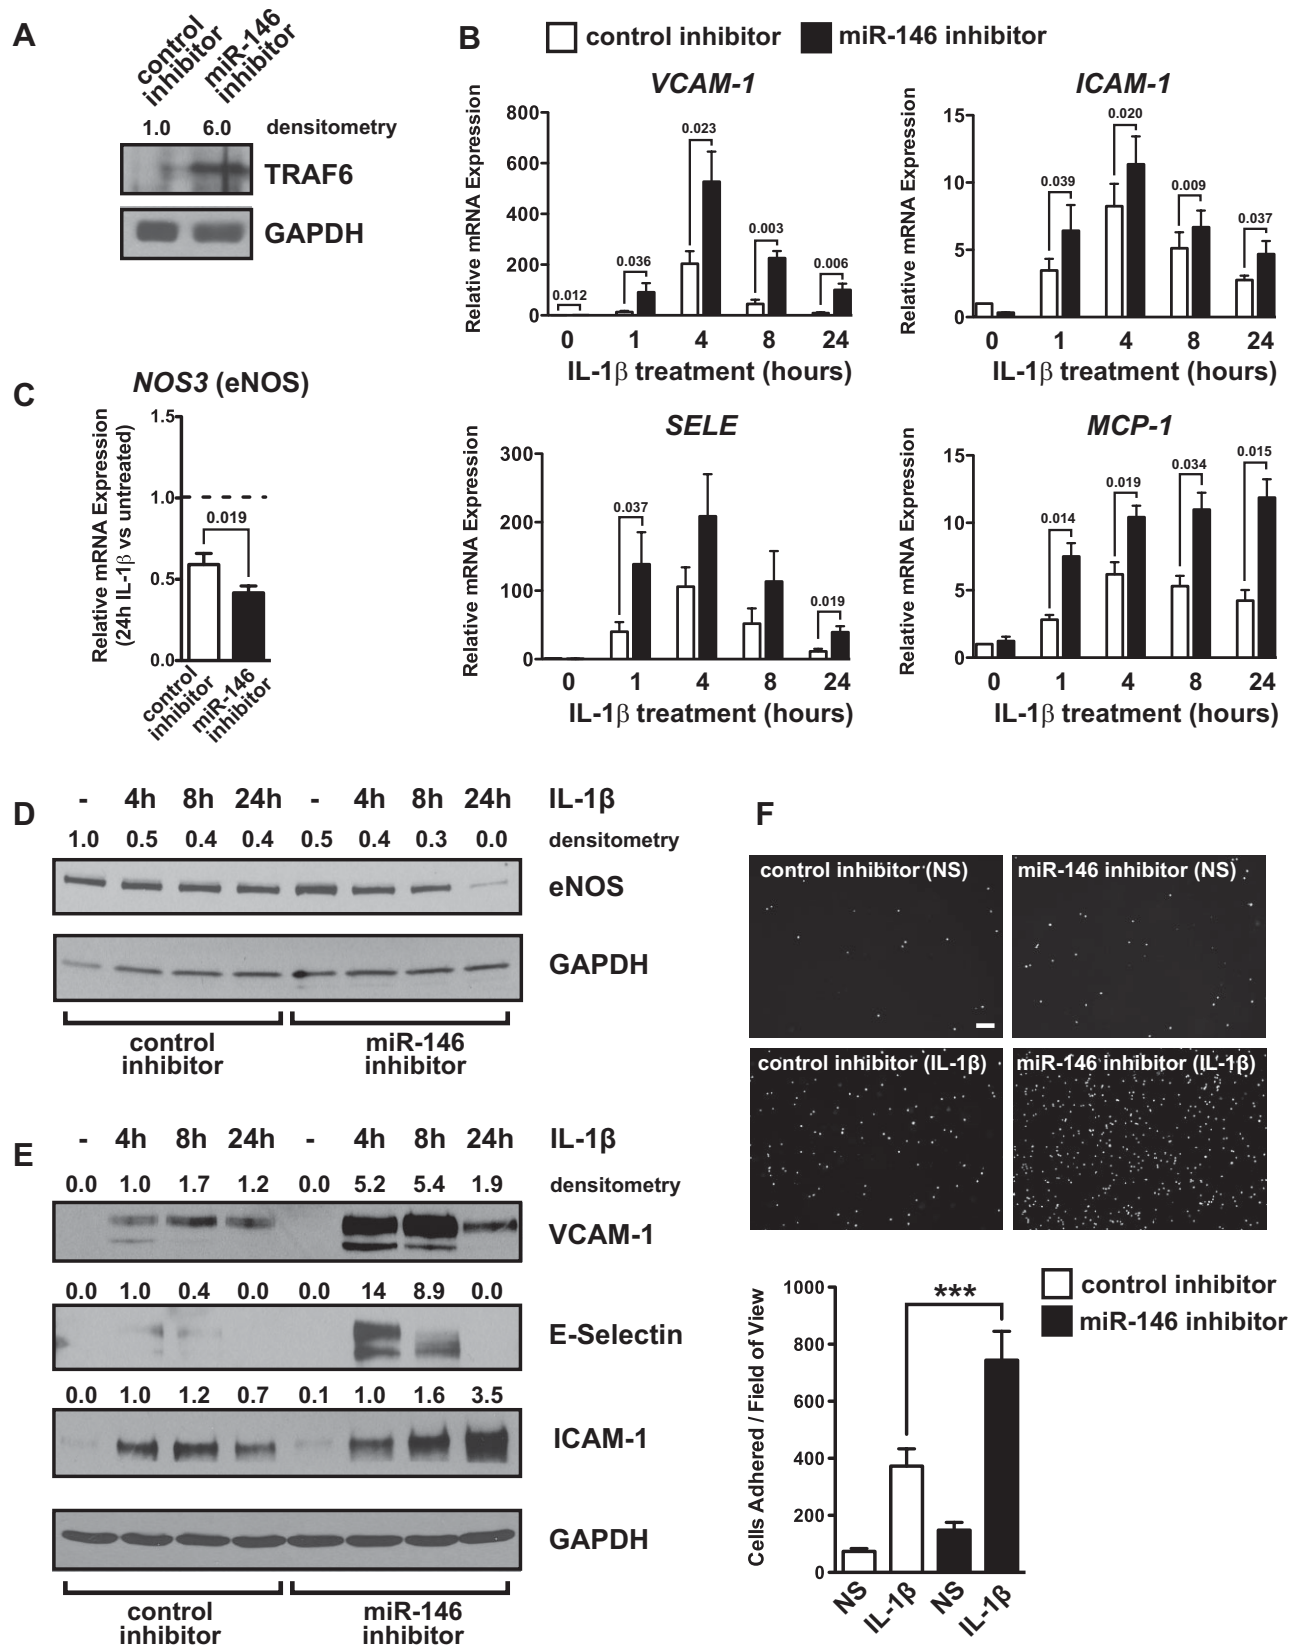 A
control
inhibitor
miR-146
inhibitor
1.0 6.0 densitometry
TRAF6
GAPDH
B
control inhibitor miR-146 inhibitor
VCAM-1
Relative mRNA Expression
800
600
400
200
0
0.012
0.036
0.023
0.003
0.006
0 1 4 8 24
IL-1β treatment (hours)
ICAM-1
Relative mRNA Expression
15
10
5
0
0.039
0.020
0.009
0.037
0 1 4 8 24
IL-1β treatment (hours)
SELE
Relative mRNA Expression
300
200
100
0
0.037
0.019
0 1 4 8 24
IL-1β treatment (hours)
MCP-1
Relative mRNA Expression
15
10
5
0
0.014
0.019
0.034
0.015
0 1 4 8 24
IL-1β treatment (hours)
C
NOS3 (eNOS)
Relative mRNA Expression
(24h IL-1β vs untreated)
1.5
1.0
0.5
0.0
0.019
control
inhibitor
miR-146
inhibitor
D
- 4h 8h 24h - 4h 8h 24h IL-1β
1.0 0.5 0.4 0.4 0.5 0.4 0.3 0.0 densitometry
eNOS
GAPDH
control
inhibitor
miR-146
inhibitor
E
- 4h 8h 24h - 4h 8h 24h IL-1β
0.0 1.0 1.7 1.2 0.0 5.2 5.4 1.9 densitometry
VCAM-1
0.0 1.0 0.4 0.0 0.0 14 8.9 0.0
E-Selectin
0.0 1.0 1.2 0.7 0.1 1.0 1.6 3.5
ICAM-1
GAPDH
control
inhibitor
miR-146
inhibitor
F
control inhibitor (NS)
miR-146 inhibitor (NS)
control inhibitor (IL-1β)
miR-146 inhibitor (IL-1β)
control inhibitor
miR-146 inhibitor
Cells Adhered / Field of View
1000
800
600
400
200
0
***
NS IL-1β NS IL-1β